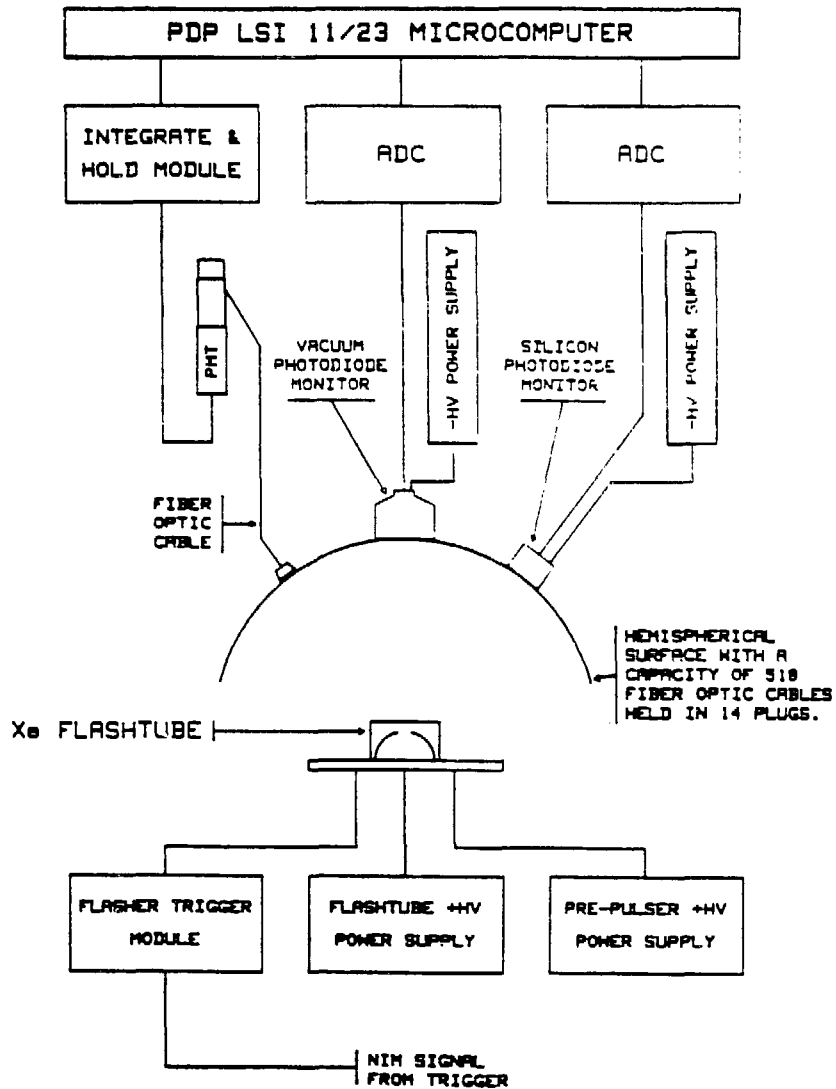 PDP LSI 11/23 MICROCOMPUTER
INTEGRATE &
HOLD MODULE
ADC
ADC
PMT
VACUUM
PHOTODIODE
MONITOR
-HV POWER SUPPLY
SILICON
PHOTODIODE
MONITOR
-HV POWER SUPPLY
FIBER
OPTIC
CABLE
HEMISPHERICAL
SURFACE WITH A
CAPACITY OF 518
FIBER OPTIC CABLES
HELD IN 14 PLUGS.
Xe FLASHTUBE
FLASHER TRIGGER
MODULE
FLASHTUBE +HV
POWER SUPPLY
PRE-PULSER +HV
POWER SUPPLY
NIM SIGNAL
FROM TRIGGER